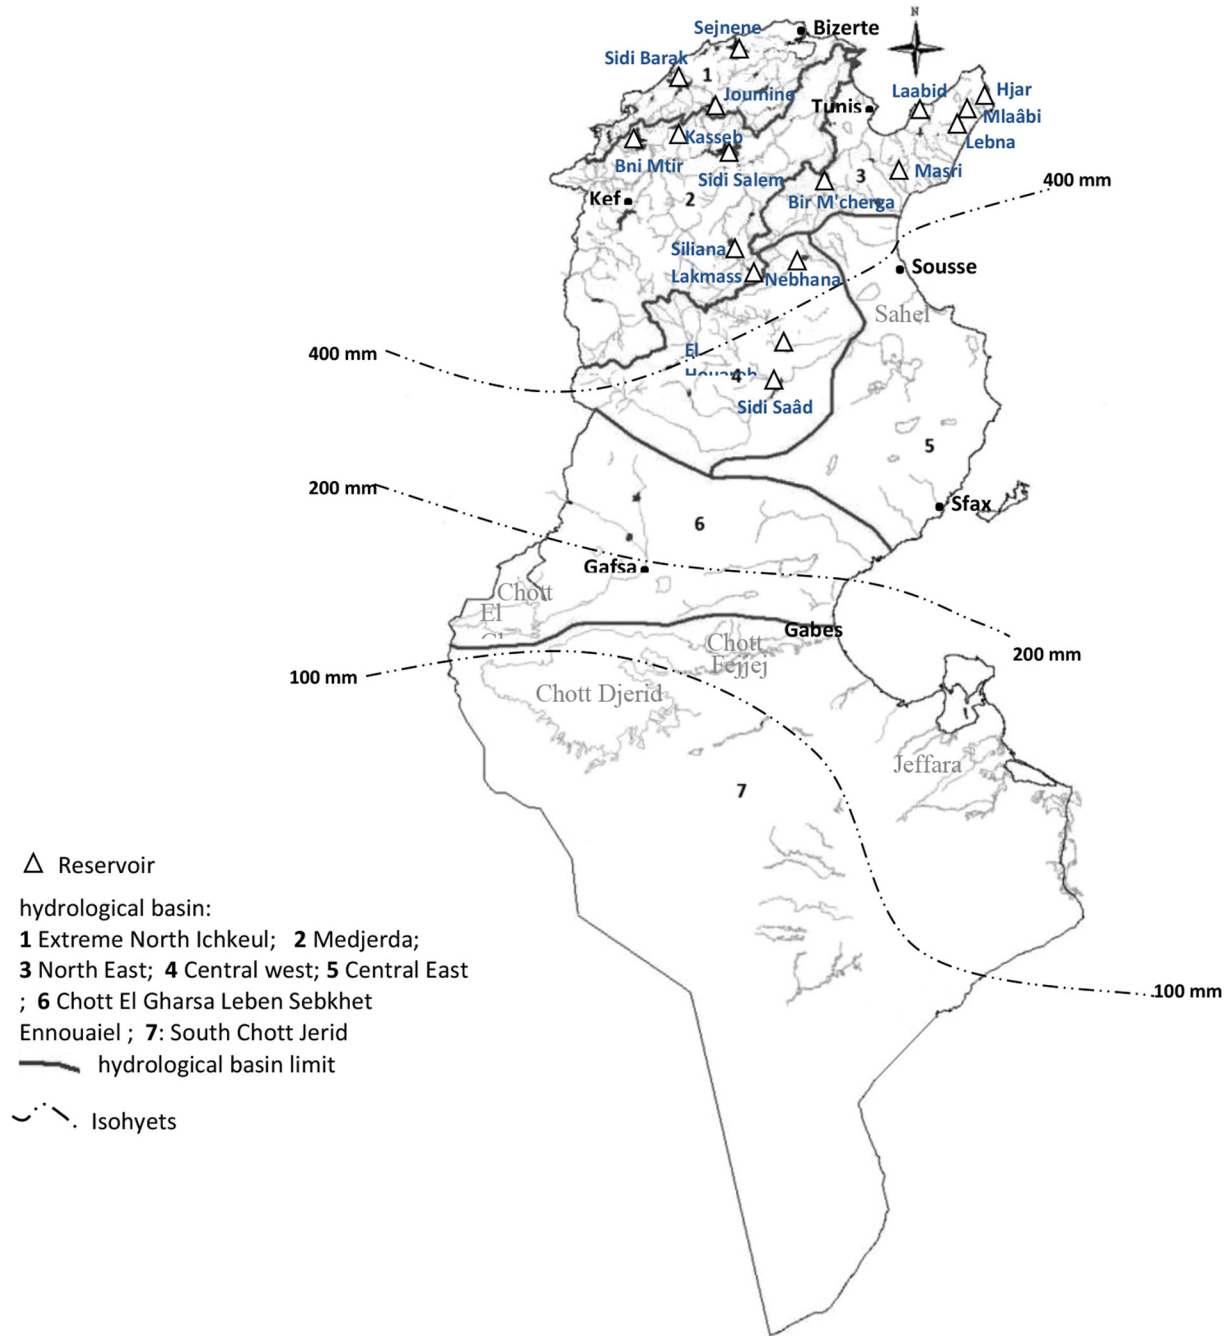 N
Sejnene
Bizerte
Sidi Barak
1
Joumine
Tunis
Laabid
Hjar
Mlaâbi
Lebna
Kasseb
Bni Mtir
Sidi Salem
3
Masri
400 mm
Kef
2
Bir M'cherga
Siliana
Lakmass
Nebhana
Sousse
Sahel
400 mm
El
4
Sidi Saâd
5
200 mm
Sfax
6
Gafsa
Chott
El
Gabes
Chott
Fejjej
200 mm
100 mm
Chott Djerid
Jeffara
7
100 mm
Reservoir
hydrological basin:
1 Extreme North Ichkeul; 2 Medjerda;
3 North East; 4 Central west; 5 Central East
; 6 Chott El Gharsa Leben Sebkhet
Ennouaiel ; 7: South Chott Jerid
hydrological basin limit
Isohyets